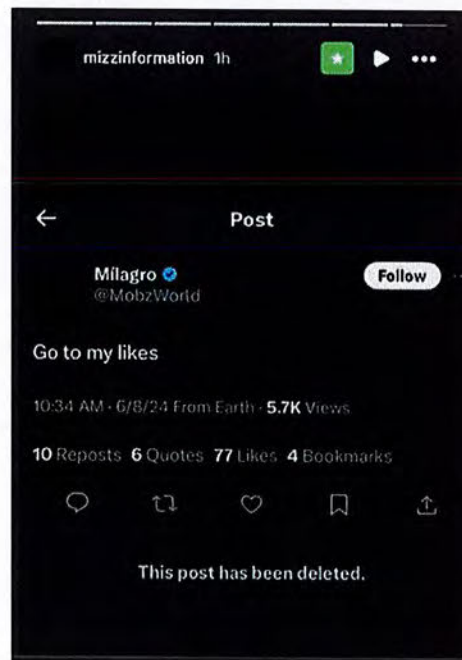 mizzinformation 1h
Post
Mílagro
Follow
@MobzWorld
Go to my likes
10:34 AM · 6/8/24 From Earth · 5.7K Views
10 Reposts 6 Quotes 77 Likes 4 Bookmarks
This post has been deleted.